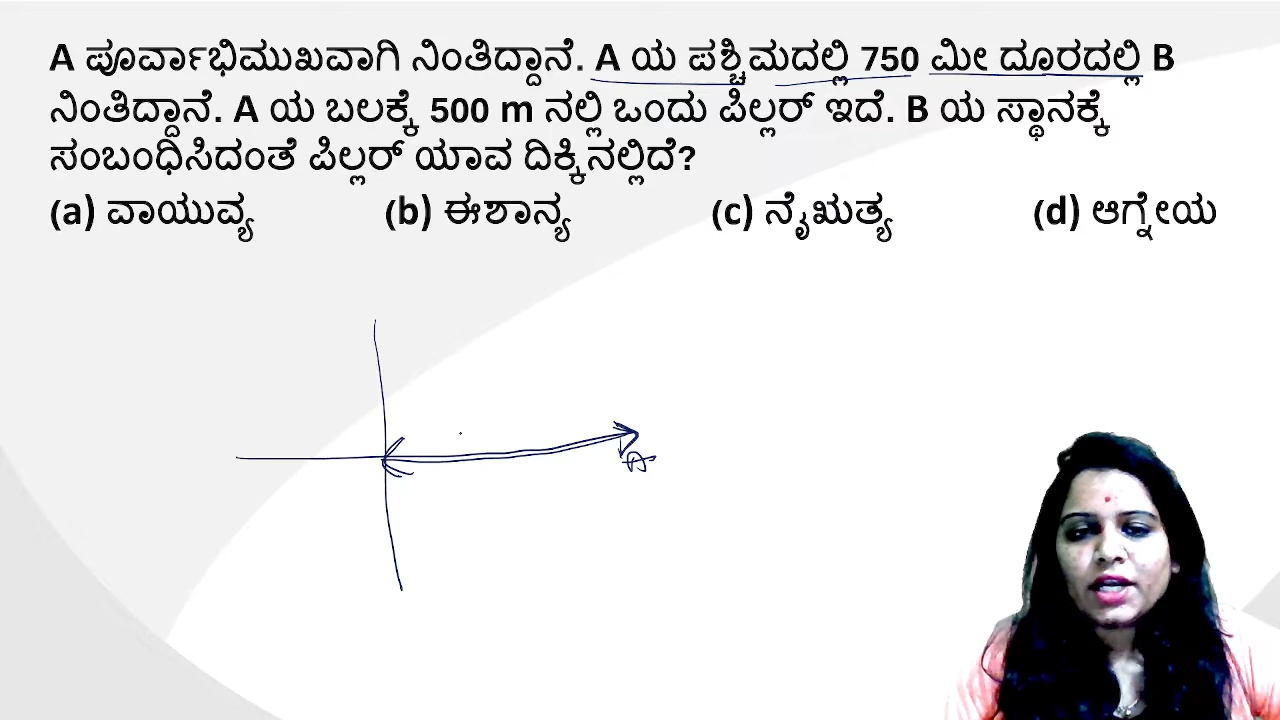 A ಪೂರ್ವಾಭಿಮುಖವಾಗಿ ನಿಂತಿದ್ದಾನೆ. A ಯ ಪಶ್ಚಿಮದಲ್ಲಿ 750 ಮೀ ದೂರದಲ್ಲಿ B
ನಿಂತಿದ್ದಾನೆ. A ಯ ಬಲಕ್ಕೆ 500 m ನಲ್ಲಿ ಒಂದು ಪಿಲ್ಲರ್ ಇದೆ. B ಯ ಸ್ಥಾನಕ್ಕೆ
ಸಂಬಂಧಿಸಿದಂತೆ ಪಿಲ್ಲರ್ ಯಾವ ದಿಕ್ಕಿನಲ್ಲಿದೆ?
(a) ವಾಯುವ್ಯ (b) ಈಶಾನ್ಯ (c) ನೈಋತ್ಯ (d) ಆಗ್ನೇಯ